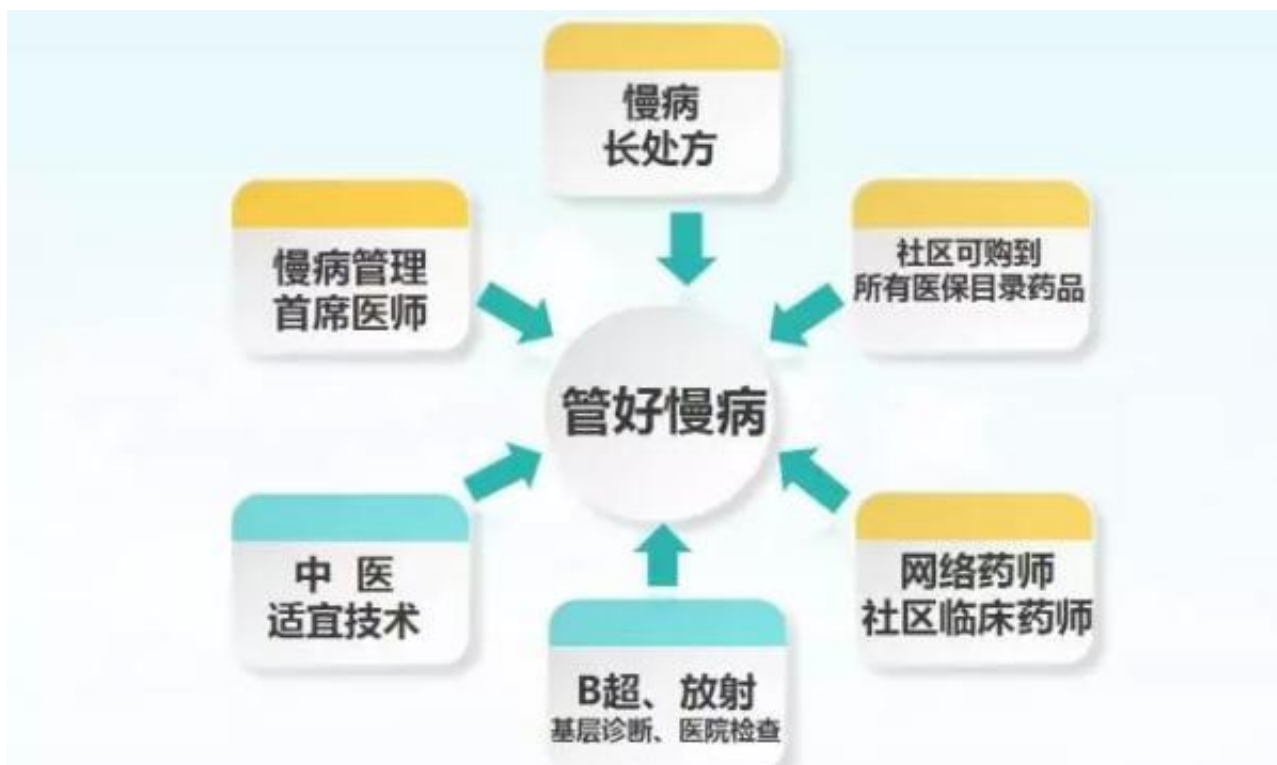 慢病
长处方
慢病管理
首席医师
社区可购到
所有医保目录药品
管好慢病
中 医
适宜技术
网络药师
社区临床药师
B超、放射
基层诊断、医院检查